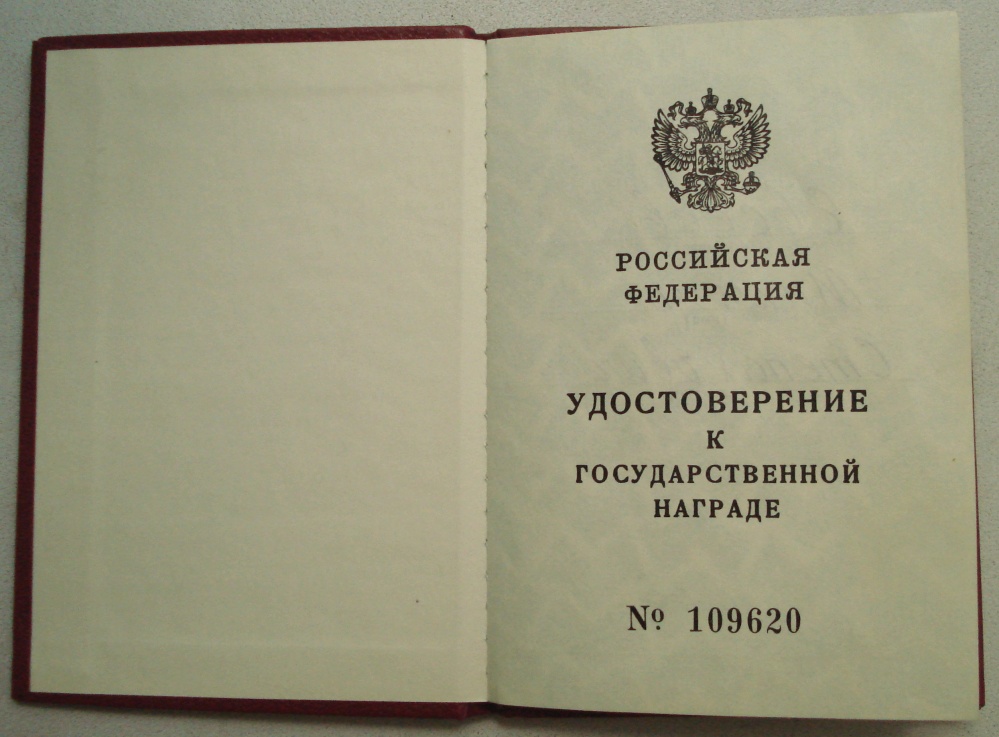 РОССИЙСКАЯ
ФЕДЕРАЦИЯ
УДОСТОВЕРЕНИЕ
К
ГОСУДАРСТВЕННОЙ
НАГРАДЕ
№ 109620